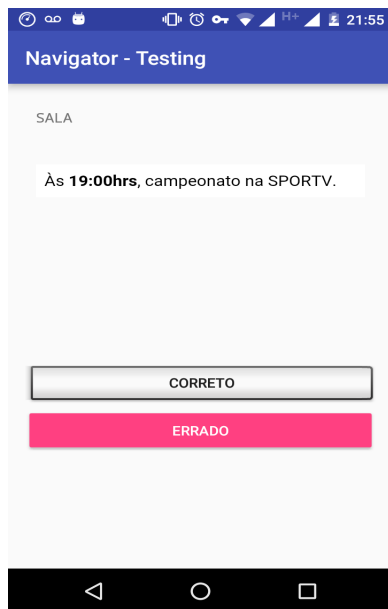 H+ 21:55
Navigator - Testing
SALA
Às 19:00hrs, campeonato na SPORTV.
CORRETO
ERRADO